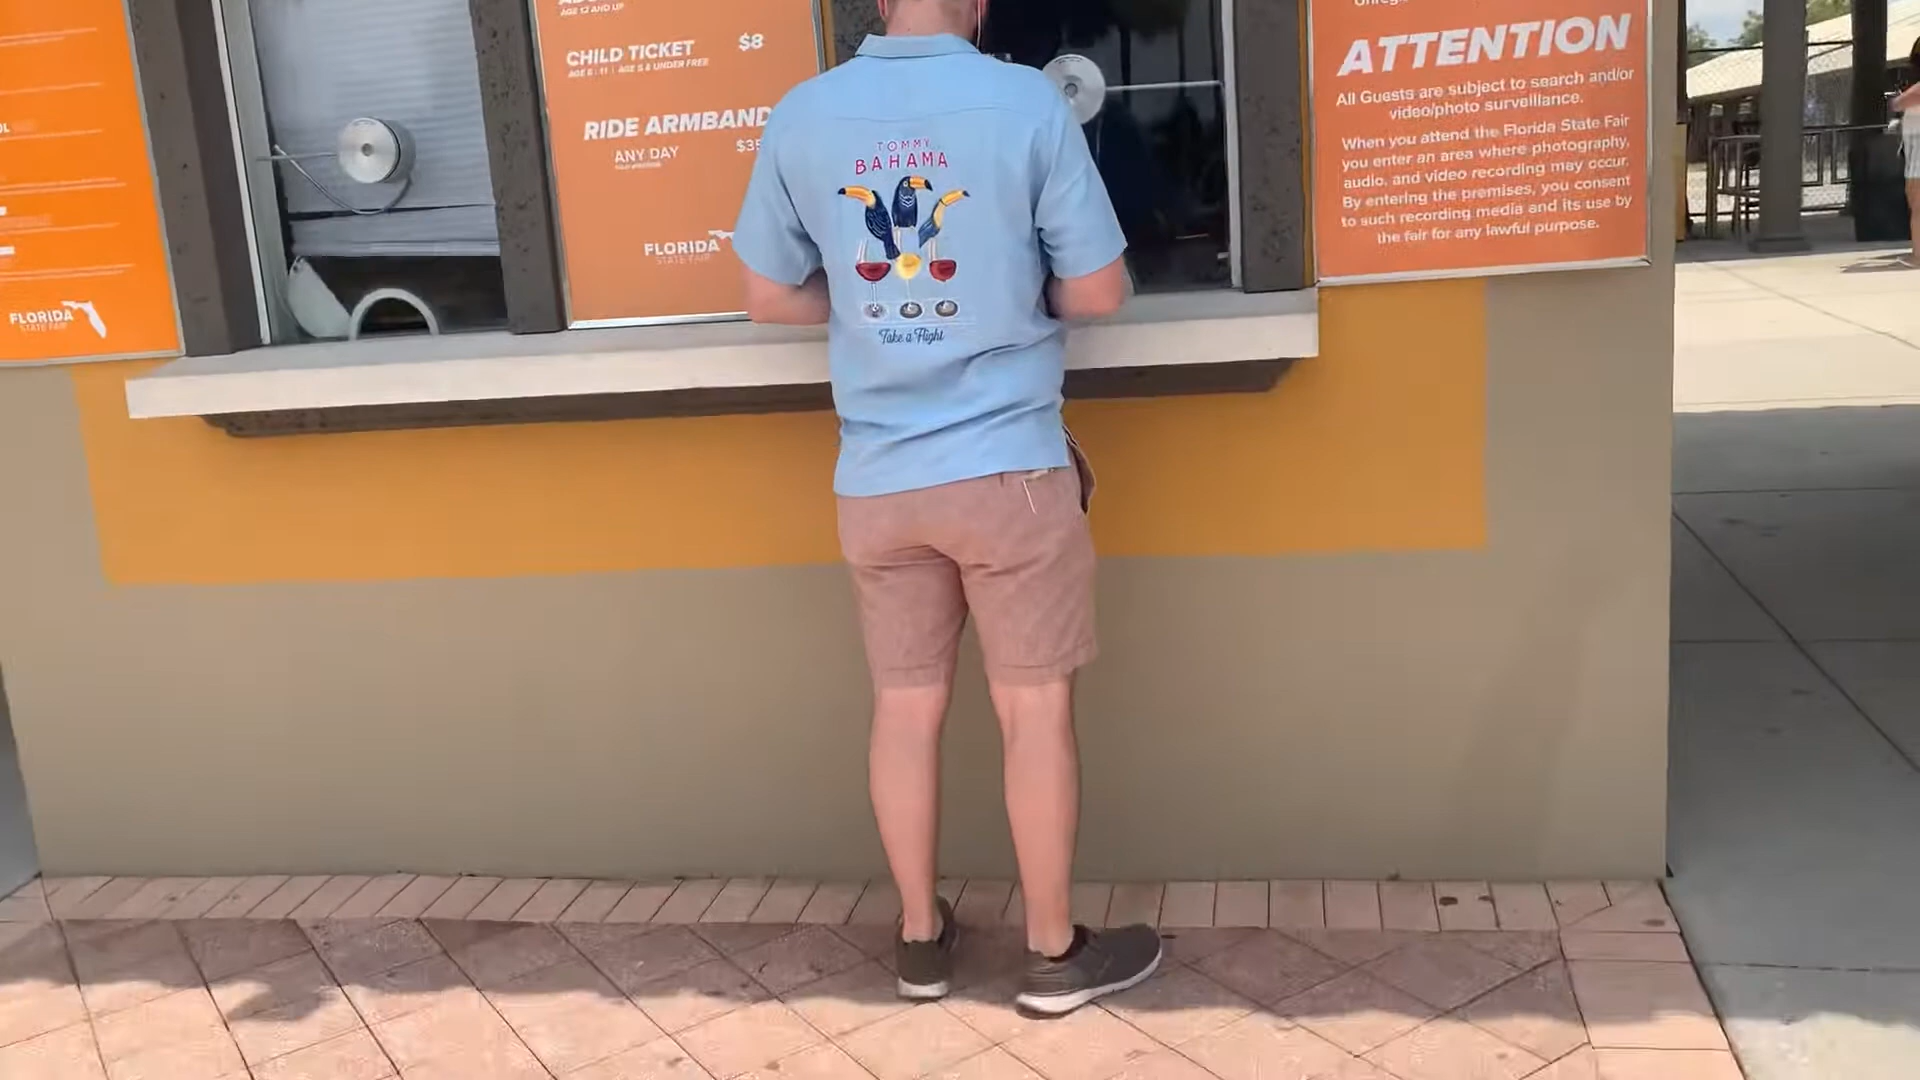 OL
FLORIDA
STATE FAIR
AGE 12 AND UP
CHILD TICKET $8
AGE 6-11 | AGE 5 & UNDER FREE
RIDE ARMBAND
ANY DAY $35
FLORIDA
STATE FAIR
TOMMY
BAHAMA
Take a Flight
ATTENTION
All Guests are subject to search and/or
video/photo surveillance.
When you attend the Florida State Fair
you enter an area where photography,
audio, and video recording may occur.
By entering the premises, you consent
to such recording media and its use by
the fair for any lawful purpose.